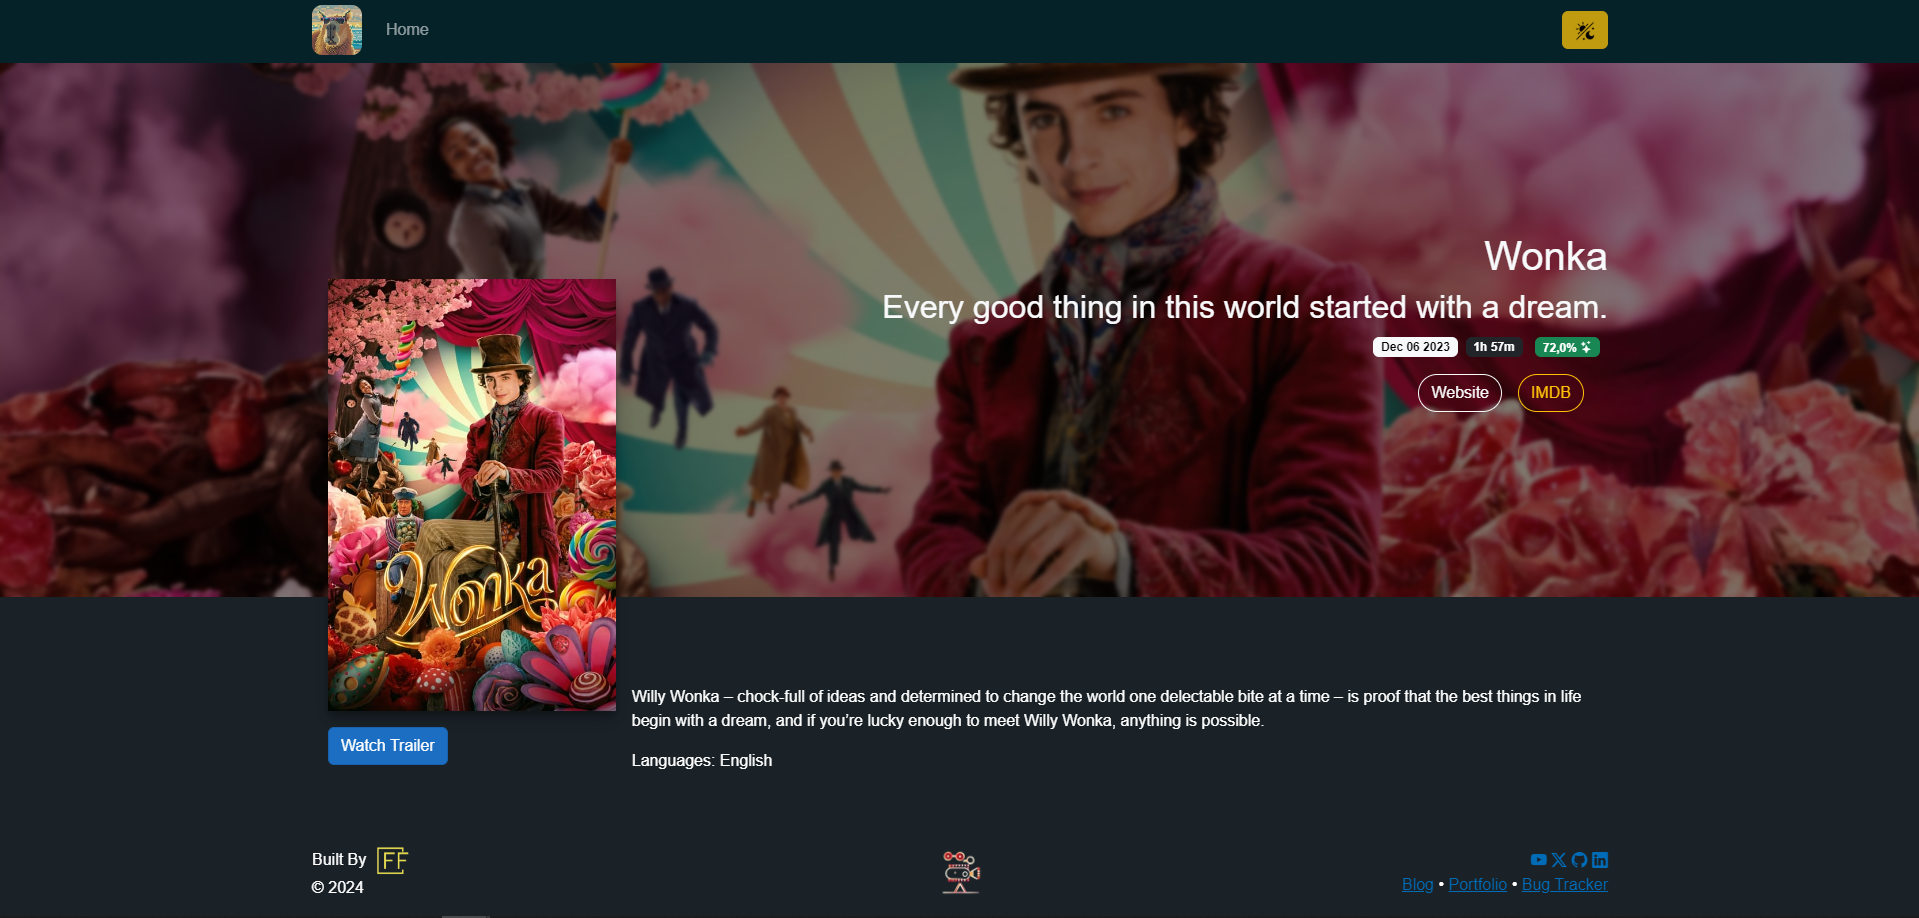 Home
Wonka
Every good thing in this world started with a dream.
Dec 06 2023 1h 57m 72,0%
Website IMDB
Wonka
Willy Wonka – chock-full of ideas and determined to change the world one delectable bite at a time – is proof that the best things in life
begin with a dream, and if you’re lucky enough to meet Willy Wonka, anything is possible.
Watch Trailer
Languages: English
Built By FF
© 2024
Blog • Portfolio • Bug Tracker